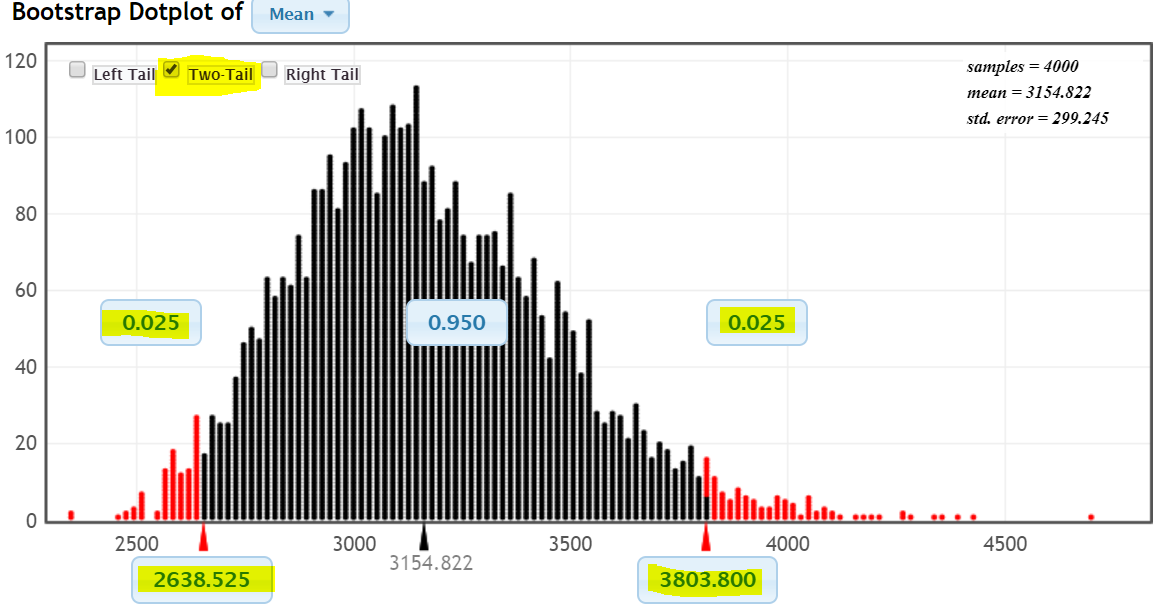 Bootstrap Dotplot of Mean
120
Left Tail Two-Tail Right Tail
samples = 4000
mean = 3154.822
std. error = 299.245
100
80
60
0.025 0.950 0.025
40
20
0
2500 3000 3500 4000 4500
3154.822
2638.525 3803.800